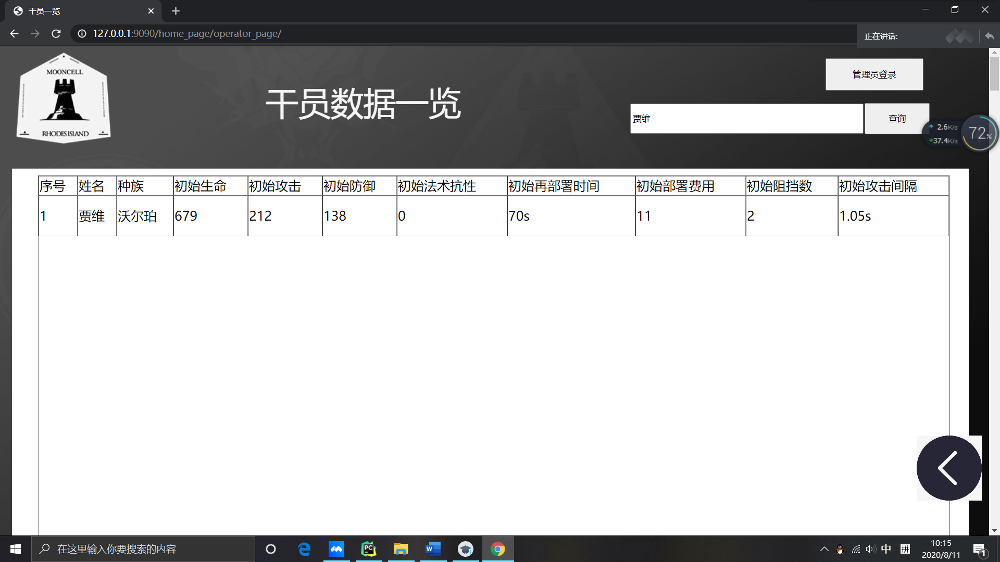 干员一览
127.0.0.1:9090/home_page/operator_page/
正在讲话:
MOONCELL
RHODES ISLAND
干员数据一览
管理员登录
贾维
查询
2.6K/s
37.4K/s
72%
序号 姓名 种族 初始生命 初始攻击 初始防御 初始法术抗性 初始再部署时间 初始部署费用 初始阻挡数 初始攻击间隔
1 贾维 沃尔珀 679 212 138 0 70s 11 2 1.05s
在这里输入你要搜索的内容
PC
W
中
拼
10:15
2020/8/11
1